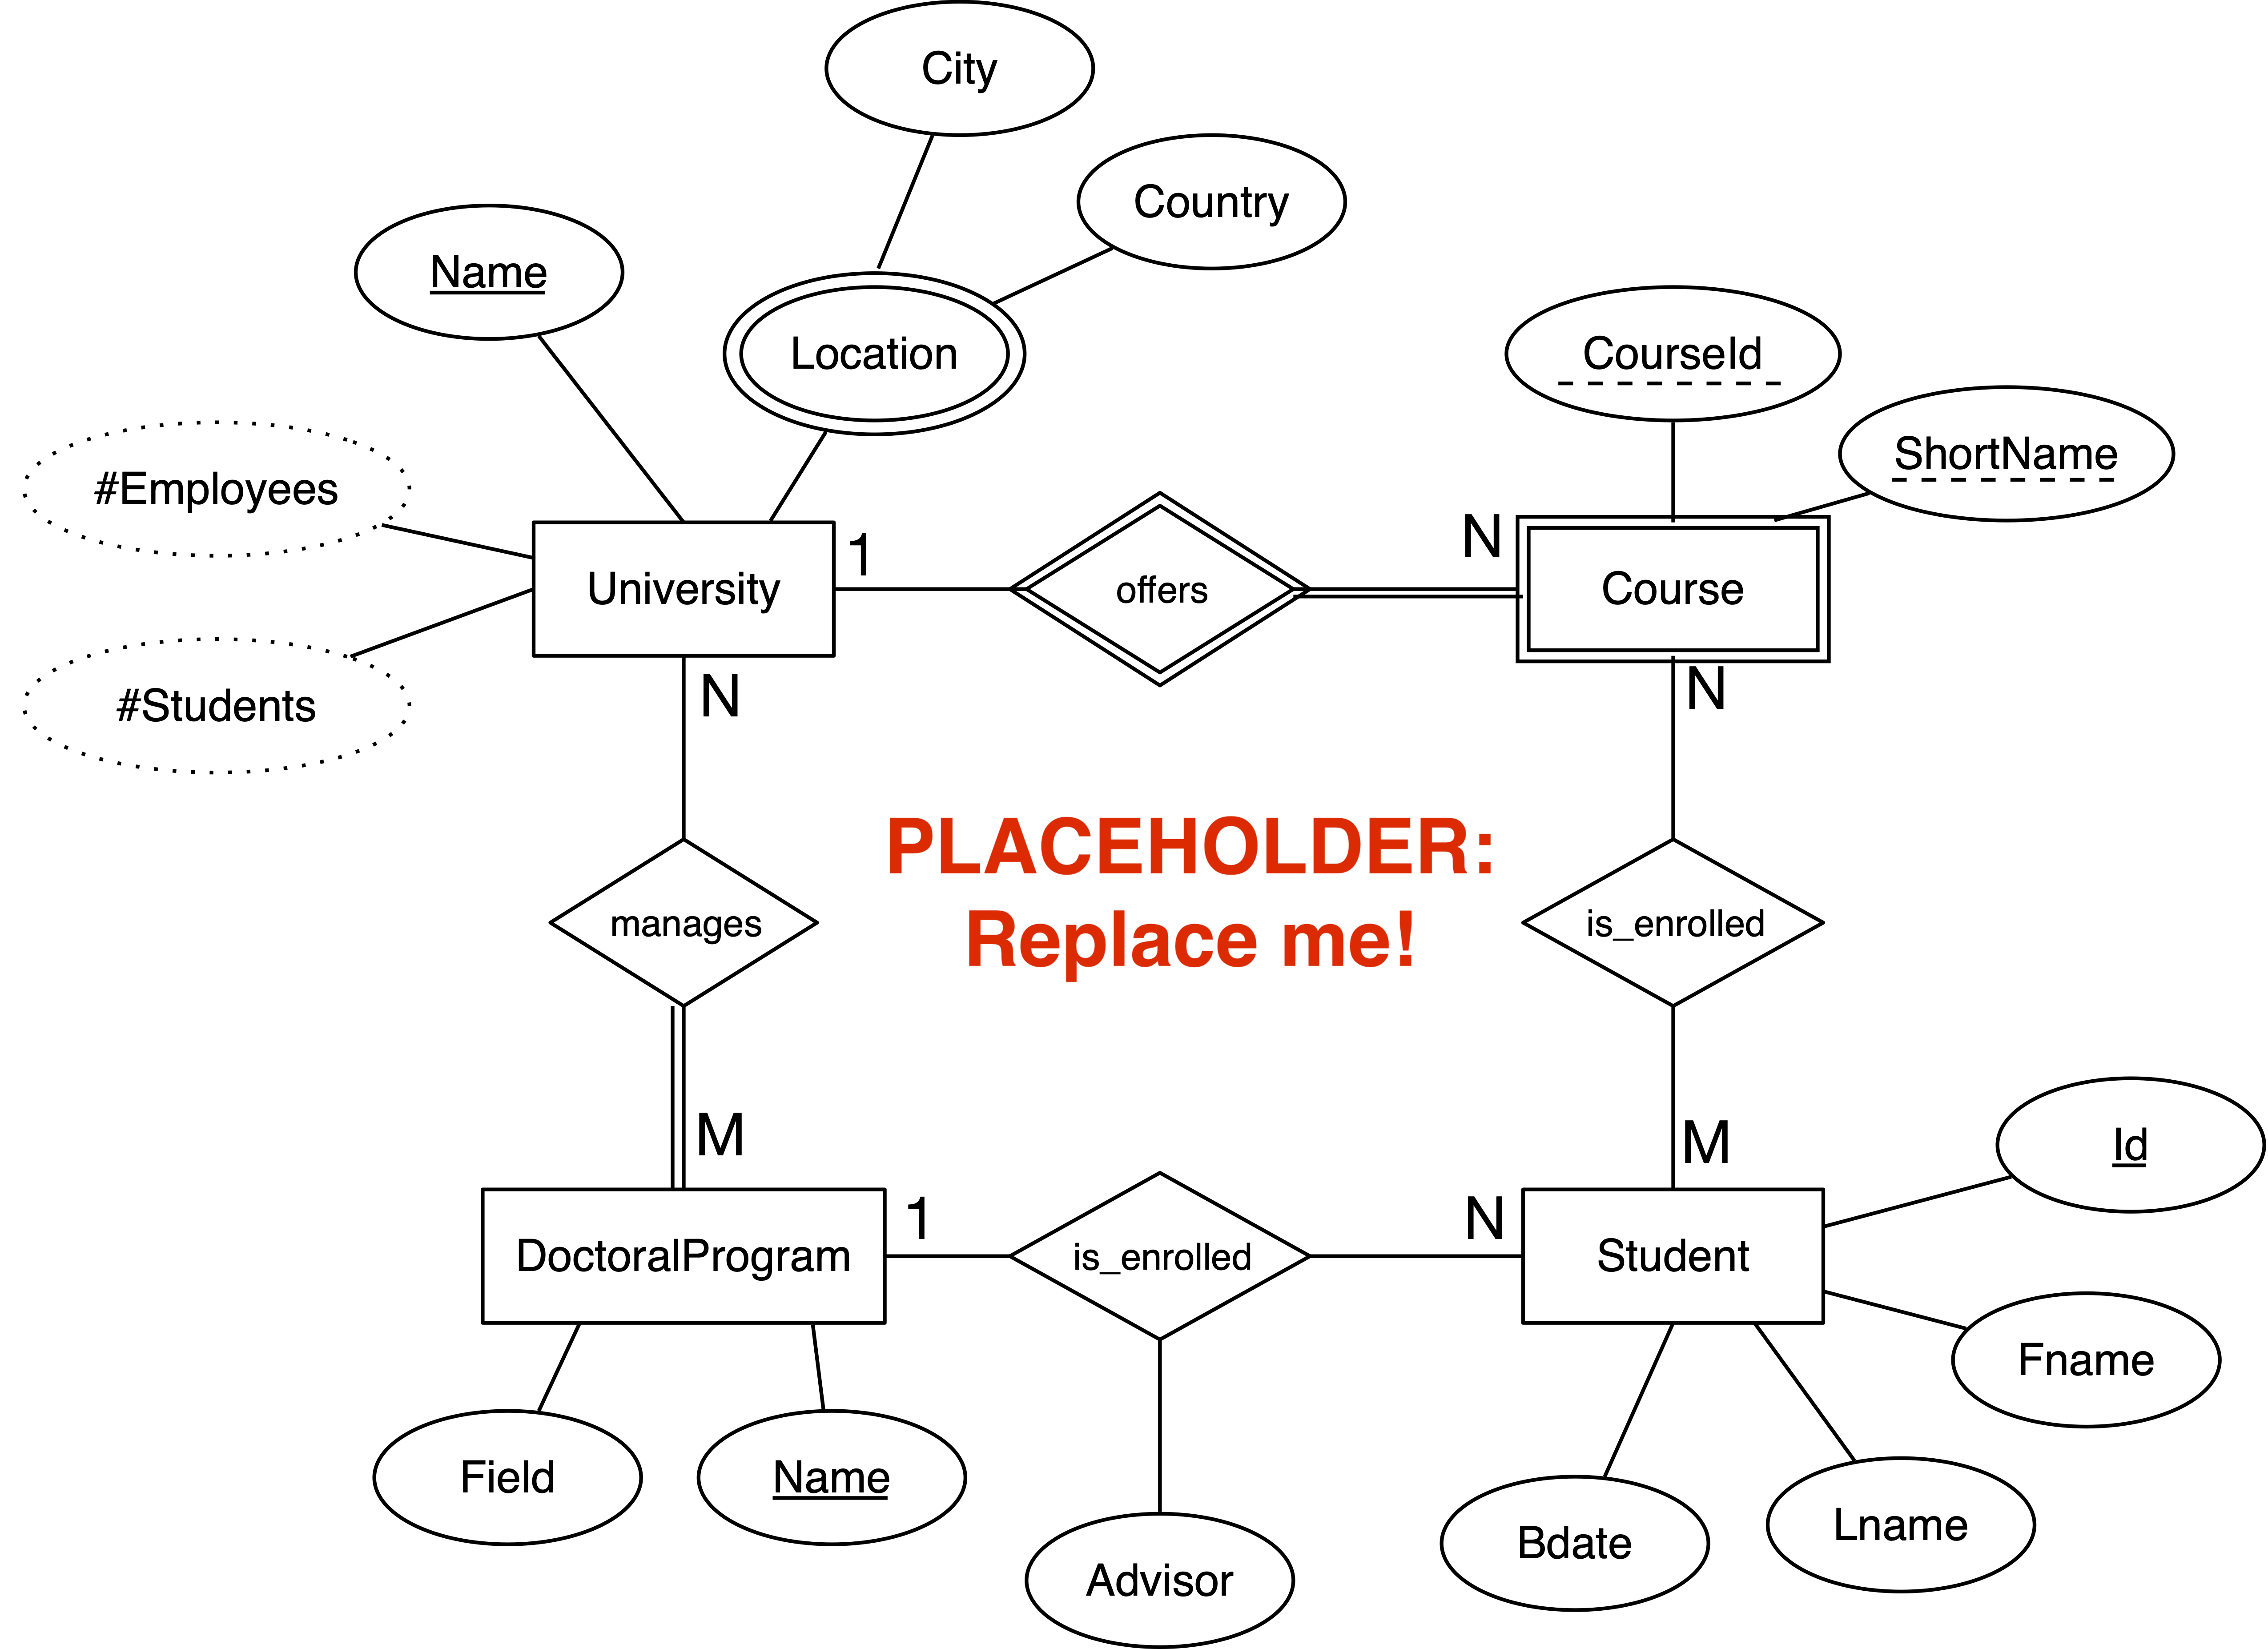 City
Country
Name
Location
CourseId
ShortName
#Employees
University
1
offers
N
Course
#Students
N
N
PLACEHOLDER:
Replace me!
manages
is_enrolled
M
M
Id
DoctoralProgram
1
is_enrolled
N
Student
Fname
Field
Name
Advisor
Bdate
Lname